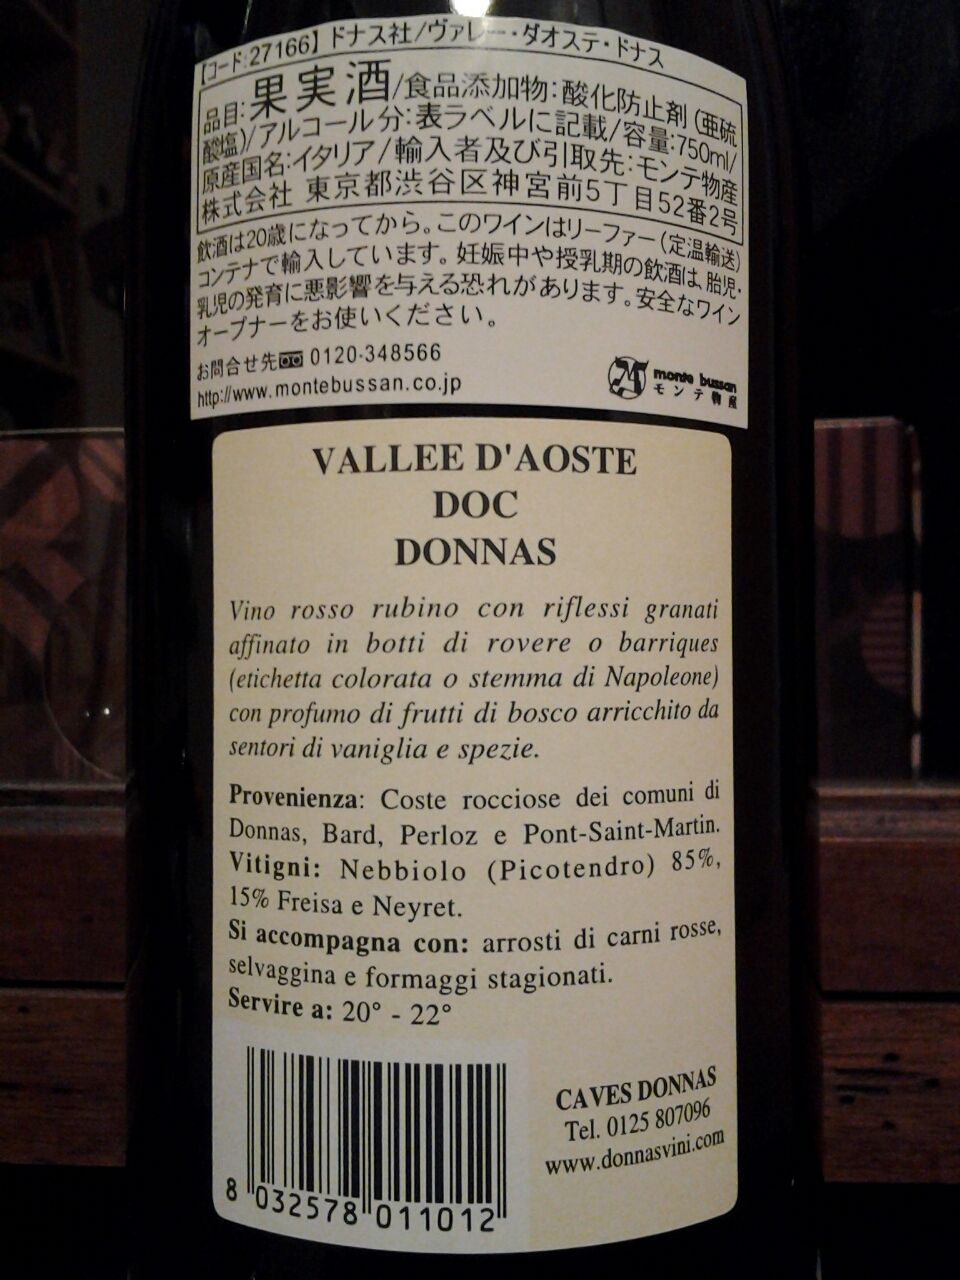 【コード:27166】ドナス社/ヴァレー・ダオステ・ドナス
品目:果実酒/食品添加物:酸化防止剤(亜硫
酸塩)/アルコール分:表ラベルに記載/容量:750ml/
原産国名:イタリア/輸入者及び引取先:モンテ物産
株式会社 東京都渋谷区神宮前5丁目52番2号
飲酒は20歳になってから。このワインはリーファー(定温輸送)
コンテナで輸入しています。妊娠中や授乳期の飲酒は、胎児・
乳児の発育に悪影響を与える恐れがあります。安全なワイン
オープナーをお使いください。
お問合せ先 0120-348566
http://www.montebussan.co.jp
monte bussan
モンテ物産
VALLEE D'AOSTE
DOC
DONNAS
Vino rosso rubino con riflessi granati
affinato in botti di rovere o barriques
(etichetta colorata o stemma di Napoleone)
con profumo di frutti di bosco arricchito da
sentori di vaniglia e spezie.
Provenienza: Coste rocciose dei comuni di
Donnas, Bard, Perloz e Pont-Saint-Martin.
Vitigni: Nebbiolo (Picotendro) 85%,
15% Freisa e Neyret.
Si accompagna con: arrosti di carni rosse,
selvaggina e formaggi stagionati.
Servire a: 20° - 22°
CAVES DONNAS
Tel. 0125 807096
www.donnasvini.com
8 032578 011012